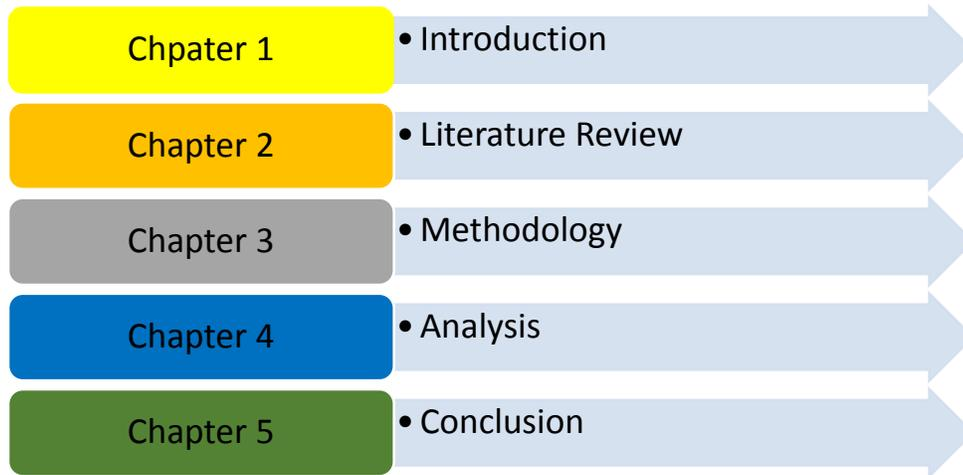 Chpater 1
• Introduction
Chapter 2
• Literature Review
Chapter 3
• Methodology
Chapter 4
• Analysis
Chapter 5
• Conclusion